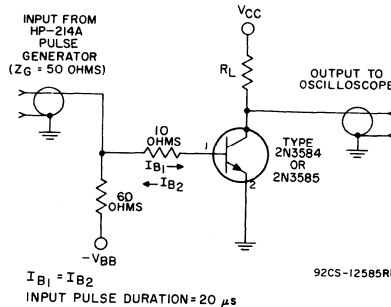 INPUT FROM
HP-214A
PULSE
GENERATOR
(ZG = 50 OHMS)
VCC
RL
OUTPUT TO
OSCILLOSCOPE
10
OHMS
IB1
IB2
1
2
TYPE
2N3584
OR
2N3585
60
OHMS
-VBB
92CS-12585R
IB1 = IB2
INPUT PULSE DURATION = 20 μs